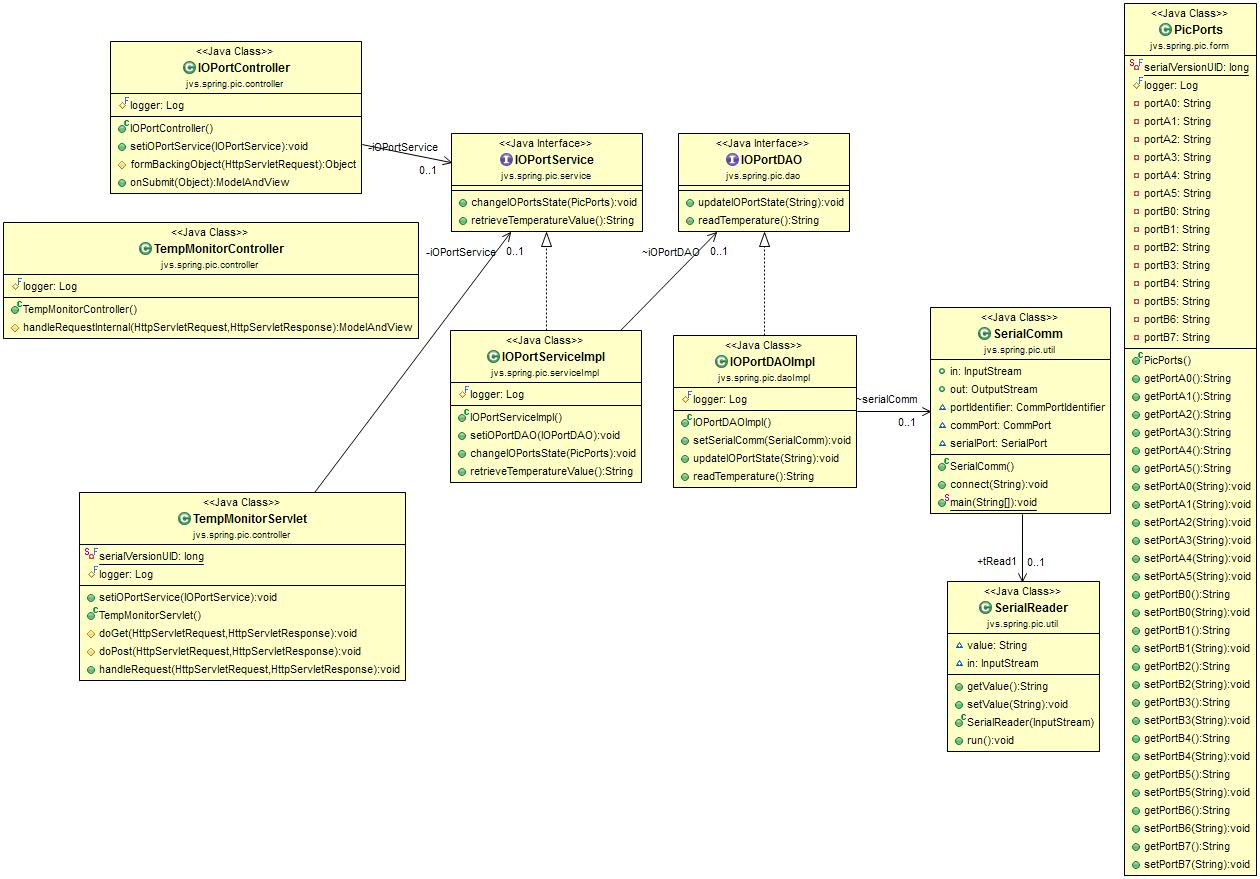 <<Java Class>>
IOPortController
jvs.spring.pic.controller
logger: Log
IOPortController()
setiOPortService(IOPortService):void
formBackingObject(HttpServletRequest):Object
onSubmit(Object):ModelAndView
-iOPortService
0..1
<<Java Interface>>
IOPortService
jvs.spring.pic.service
changeIOPortsState(PicPorts):void
retrieveTemperatureValue():String
<<Java Interface>>
IOPortDAO
jvs.spring.pic.dao
updateIOPortState(String):void
readTemperature():String
<<Java Class>>
TempMonitorController
jvs.spring.pic.controller
logger: Log
TempMonitorController()
handleRequestInternal(HttpServletRequest,HttpServletResponse):ModelAndView
-iOPortService
0..1
~iOPortDAO
0..1
<<Java Class>>
IOPortServiceImpl
jvs.spring.pic.serviceImpl
logger: Log
IOPortServiceImpl()
setiOPortDAO(IOPortDAO):void
changeIOPortsState(PicPorts):void
retrieveTemperatureValue():String
<<Java Class>>
IOPortDAOImpl
jvs.spring.pic.daoImpl
logger: Log
IOPortDAOImpl()
setSerialComm(SerialComm):void
updateIOPortState(String):void
readTemperature():String
~serialComm
0..1
<<Java Class>>
SerialComm
jvs.spring.pic.util
in: InputStream
out: OutputStream
portIdentifier: CommPortIdentifier
commPort: CommPort
serialPort: SerialPort
SerialComm()
connect(String):void
main(String[]):void
+tRead1
0..1
<<Java Class>>
SerialReader
jvs.spring.pic.util
value: String
in: InputStream
getValue():String
setValue(String):void
SerialReader(InputStream)
run():void
<<Java Class>>
TempMonitorServlet
jvs.spring.pic.controller
serialVersionUID: long
logger: Log
setiOPortService(IOPortService):void
TempMonitorServlet()
doGet(HttpServletRequest,HttpServletResponse):void
doPost(HttpServletRequest,HttpServletResponse):void
handleRequest(HttpServletRequest,HttpServletResponse):void
<<Java Class>>
PicPorts
jvs.spring.pic.form
serialVersionUID: long
logger: Log
portA0: String
portA1: String
portA2: String
portA3: String
portA4: String
portA5: String
portB0: String
portB1: String
portB2: String
portB3: String
portB4: String
portB5: String
portB6: String
portB7: String
PicPorts()
getPortA0():String
getPortA1():String
getPortA2():String
getPortA3():String
getPortA4():String
getPortA5():String
setPortA0(String):void
setPortA1(String):void
setPortA2(String):void
setPortA3(String):void
setPortA4(String):void
setPortA5(String):void
getPortB0():String
setPortB0(String):void
getPortB1():String
setPortB1(String):void
getPortB2():String
setPortB2(String):void
getPortB3():String
setPortB3(String):void
getPortB4():String
setPortB4(String):void
getPortB5():String
setPortB5(String):void
getPortB6():String
setPortB6(String):void
getPortB7():String
setPortB7(String):void